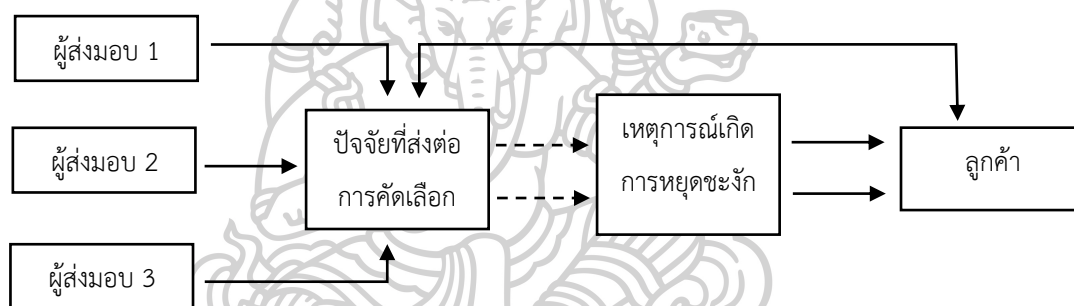 ผู้ส่งมอบ 1
ผู้ส่งมอบ 2
ผู้ส่งมอบ 3
ปัจจัยที่ส่งต่อ
การคัดเลือก
เหตุการณ์เกิด
การหยุดชะงัก
ลูกค้า